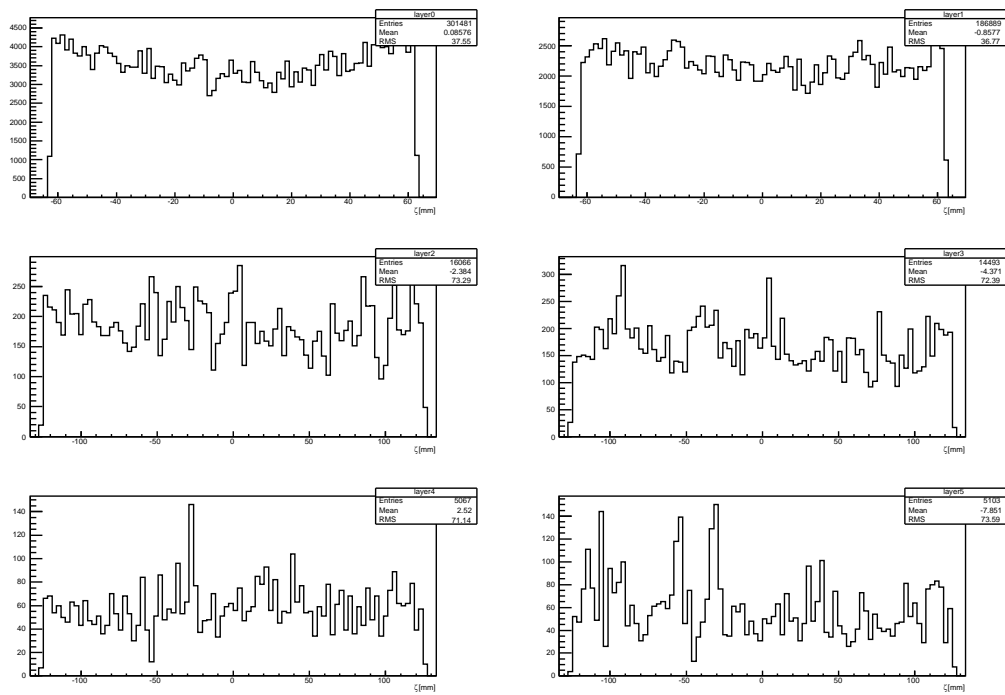 layer0
Entries 301481
Mean 0.08576
RMS 37.55
4500
4000
3500
3000
2500
2000
1500
1000
500
0
-60 -40 -20 0 20 40 60
ζ[mm]
layer1
Entries 186889
Mean -0.8577
RMS 36.77
2500
2000
1500
1000
500
0
-60 -40 -20 0 20 40 60
ζ[mm]
layer2
Entries 16066
Mean -2.384
RMS 73.29
250
200
150
100
50
0
-100 -50 0 50 100
ζ[mm]
layer3
Entries 14493
Mean -4.371
RMS 72.39
300
250
200
150
100
50
0
-100 -50 0 50 100
ζ[mm]
layer4
Entries 5067
Mean 2.52
RMS 71.14
140
120
100
80
60
40
20
0
-100 -50 0 50 100
ζ[mm]
layer5
Entries 5103
Mean -7.851
RMS 73.59
140
120
100
80
60
40
20
0
-100 -50 0 50 100
ζ[mm]